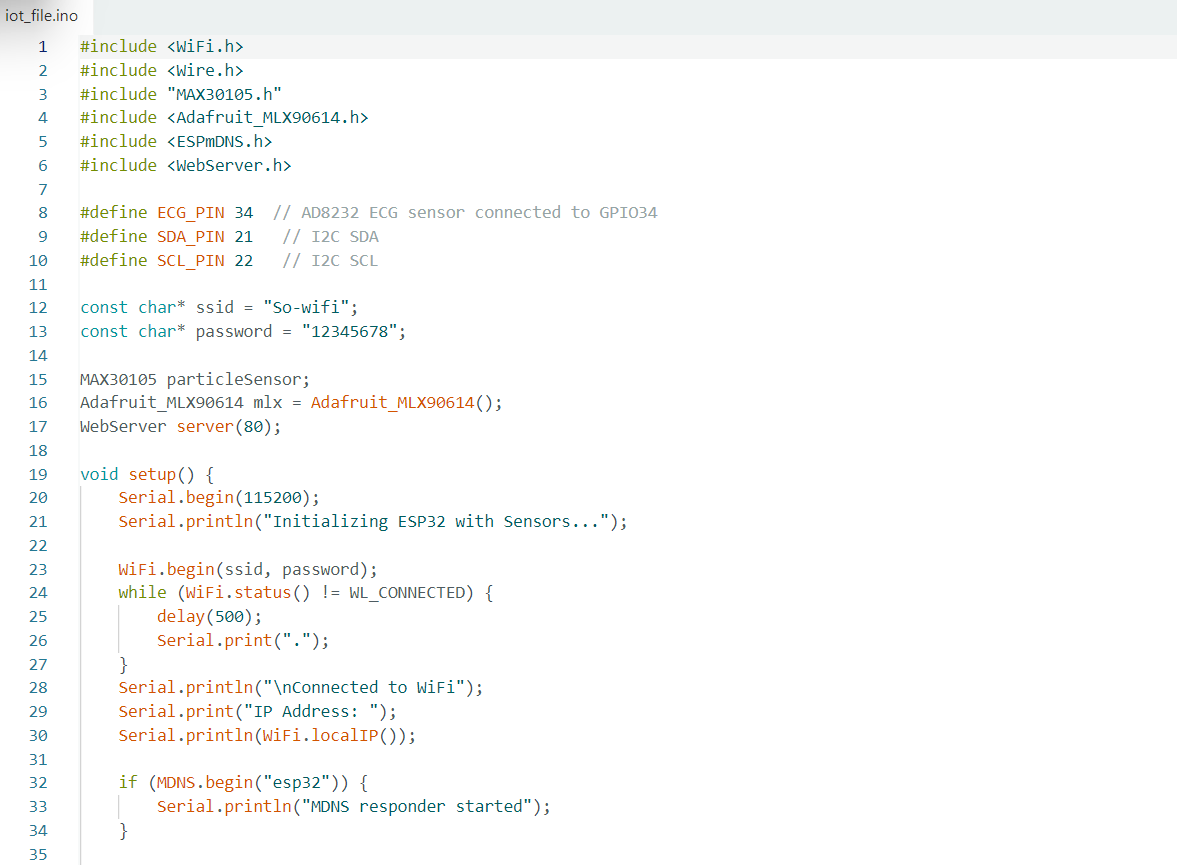 iot_file.ino
1 #include <WiFi.h>
2 #include <Wire.h>
3 #include "MAX30105.h"
4 #include <Adafruit_MLX90614.h>
5 #include <ESPmDNS.h>
6 #include <WebServer.h>
7
8 #define ECG_PIN 34  // AD8232 ECG sensor connected to GPIO34
9 #define SDA_PIN 21   // I2C SDA
10 #define SCL_PIN 22   // I2C SCL
11
12 const char* ssid = "So-wifi";
13 const char* password = "12345678";
14
15 MAX30105 particleSensor;
16 Adafruit_MLX90614 mlx = Adafruit_MLX90614();
17 WebServer server(80);
18
19 void setup() {
20     Serial.begin(115200);
21     Serial.println("Initializing ESP32 with Sensors...");
22
23     WiFi.begin(ssid, password);
24     while (WiFi.status() != WL_CONNECTED) {
25         delay(500);
26         Serial.print(".");
27     }
28     Serial.println("\nConnected to WiFi");
29     Serial.print("IP Address: ");
30     Serial.println(WiFi.localIP());
31
32     if (MDNS.begin("esp32")) {
33         Serial.println("MDNS responder started");
34     }
35